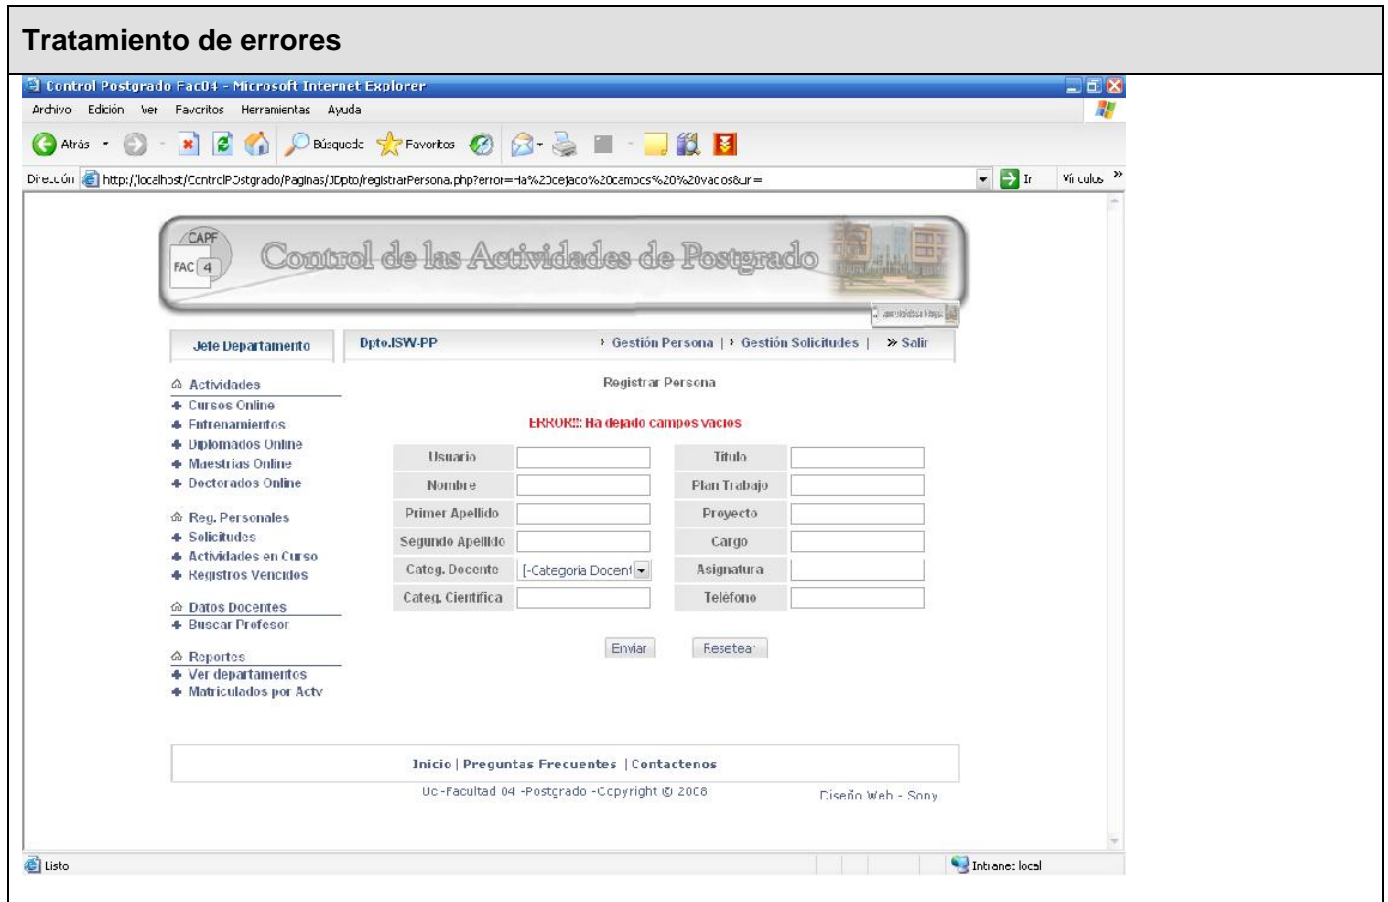 Tratamiento de errores
Control Postgrado Fac04 - Microsoft Internet Explorer
Archivo Edición Ver Favoritos Herramientas Ayuda
Atrás Búsqueda Favoritos
Dirección http://localhost/ControlPostgrado/Paginas/JDpto/registrarPersona.php?error=Ha%20dejado%20campos%20%20vacios&ur= Ir Vínculos »
CAPF
FAC 4
Control de las Actividades de Postgrado
Jefe Departamento Dpto.ISW-PP Gestión Persona | Gestión Solicitudes | » Salir
Actividades
Registrar Persona
Cursos Online
ERROR!!: Ha dejado campos vacios
Entrenamientos
Diplomados Online
Maestrias Online
Doctorados Online
Usuario Titulo
Nombre Plan Trabajo
Primer Apellido Proyecto
Segundo Apellido Cargo
Categ. Docente [-Categoria Docent Asignatura
Categ. Científica Teléfono
Reg. Personales
Solicitudes
Actividades en Curso
Registros Vencidos
Datos Docentes
Buscar Profesor
Enviar Resetear
Reportes
Ver departamentos
Matriculados por Actv
Inicio | Preguntas Frecuentes | Contactenos
-Facultad 04 -Postgrado -Copyright © 2008 Diseño Web - Sony
Listo Intranet local